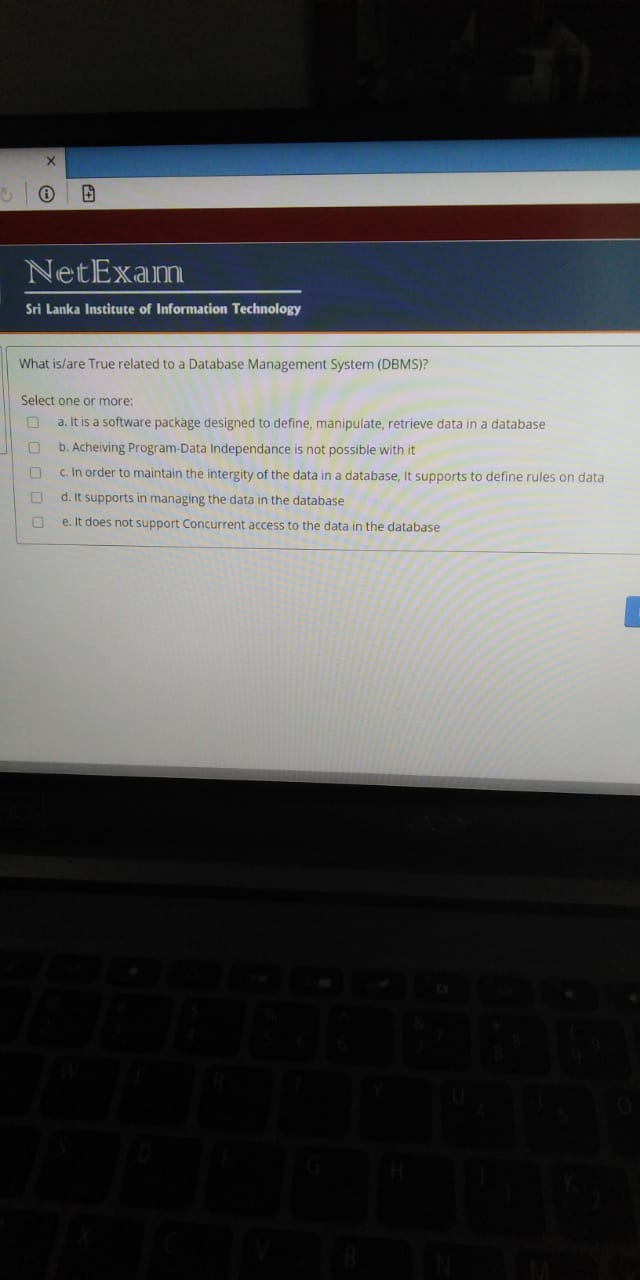 NetExam
Sri Lanka Institute of Information Technology
What is/are True related to a Database Management System (DBMS)?
Select one or more:
a. It is a software package designed to define, manipulate, retrieve data in a database
b. Acheiving Program-Data Independance is not possible with it
c. In order to maintain the intergity of the data in a database, It supports to define rules on data
d. It supports in managing the data in the database
e. It does not support Concurrent access to the data in the database
W E R T Y U I O
S D F G H J K
X C V B N M